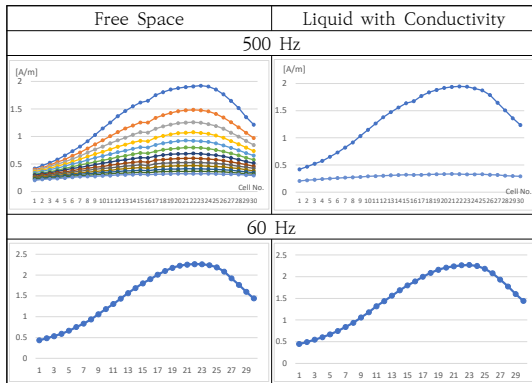 Free Space Liquid with Conductivity
500 Hz
[A/m] [A/m]
2 2
1.5 1.5
1 1
0.5 0.5
0 0
Cell No. Cell No.
1 2 3 4 5 6 7 8 9 10 11 12 13 14 15 16 17 18 19 20 21 22 23 24 25 26 27 28 29 30 1 2 3 4 5 6 7 8 9 10 11 12 13 14 15 16 17 18 19 20 21 22 23 24 25 26 27 28 29 30
60 Hz
2.5 2.5
2 2
1.5 1.5
1 1
0.5 0.5
0 0
1 3 5 7 9 11 13 15 17 19 21 23 25 27 29 1 3 5 7 9 11 13 15 17 19 21 23 25 27 29